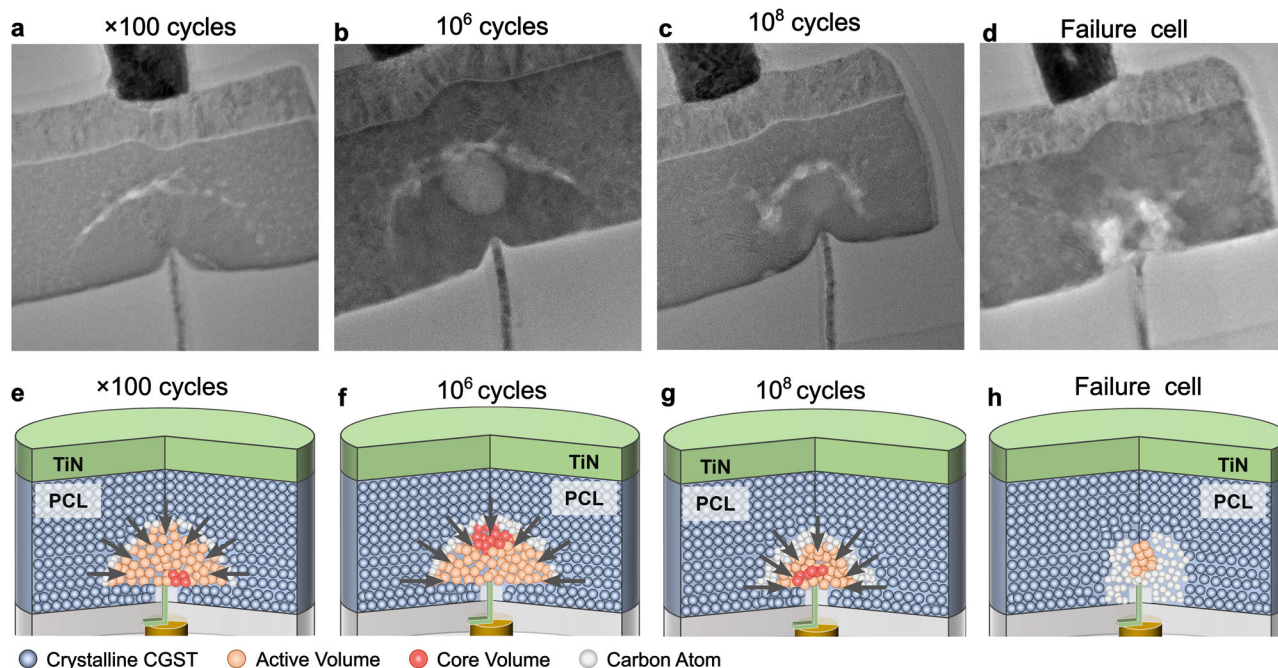 a ×100 cycles
b 10⁶ cycles
c 10⁸ cycles
d Failure cell
e ×100 cycles
f 10⁶ cycles
g 10⁸ cycles
h Failure cell
TiN
PCL
TiN
PCL
TiN
PCL
TiN
PCL
Crystalline CGST
Active Volume
Core Volume
Carbon Atom